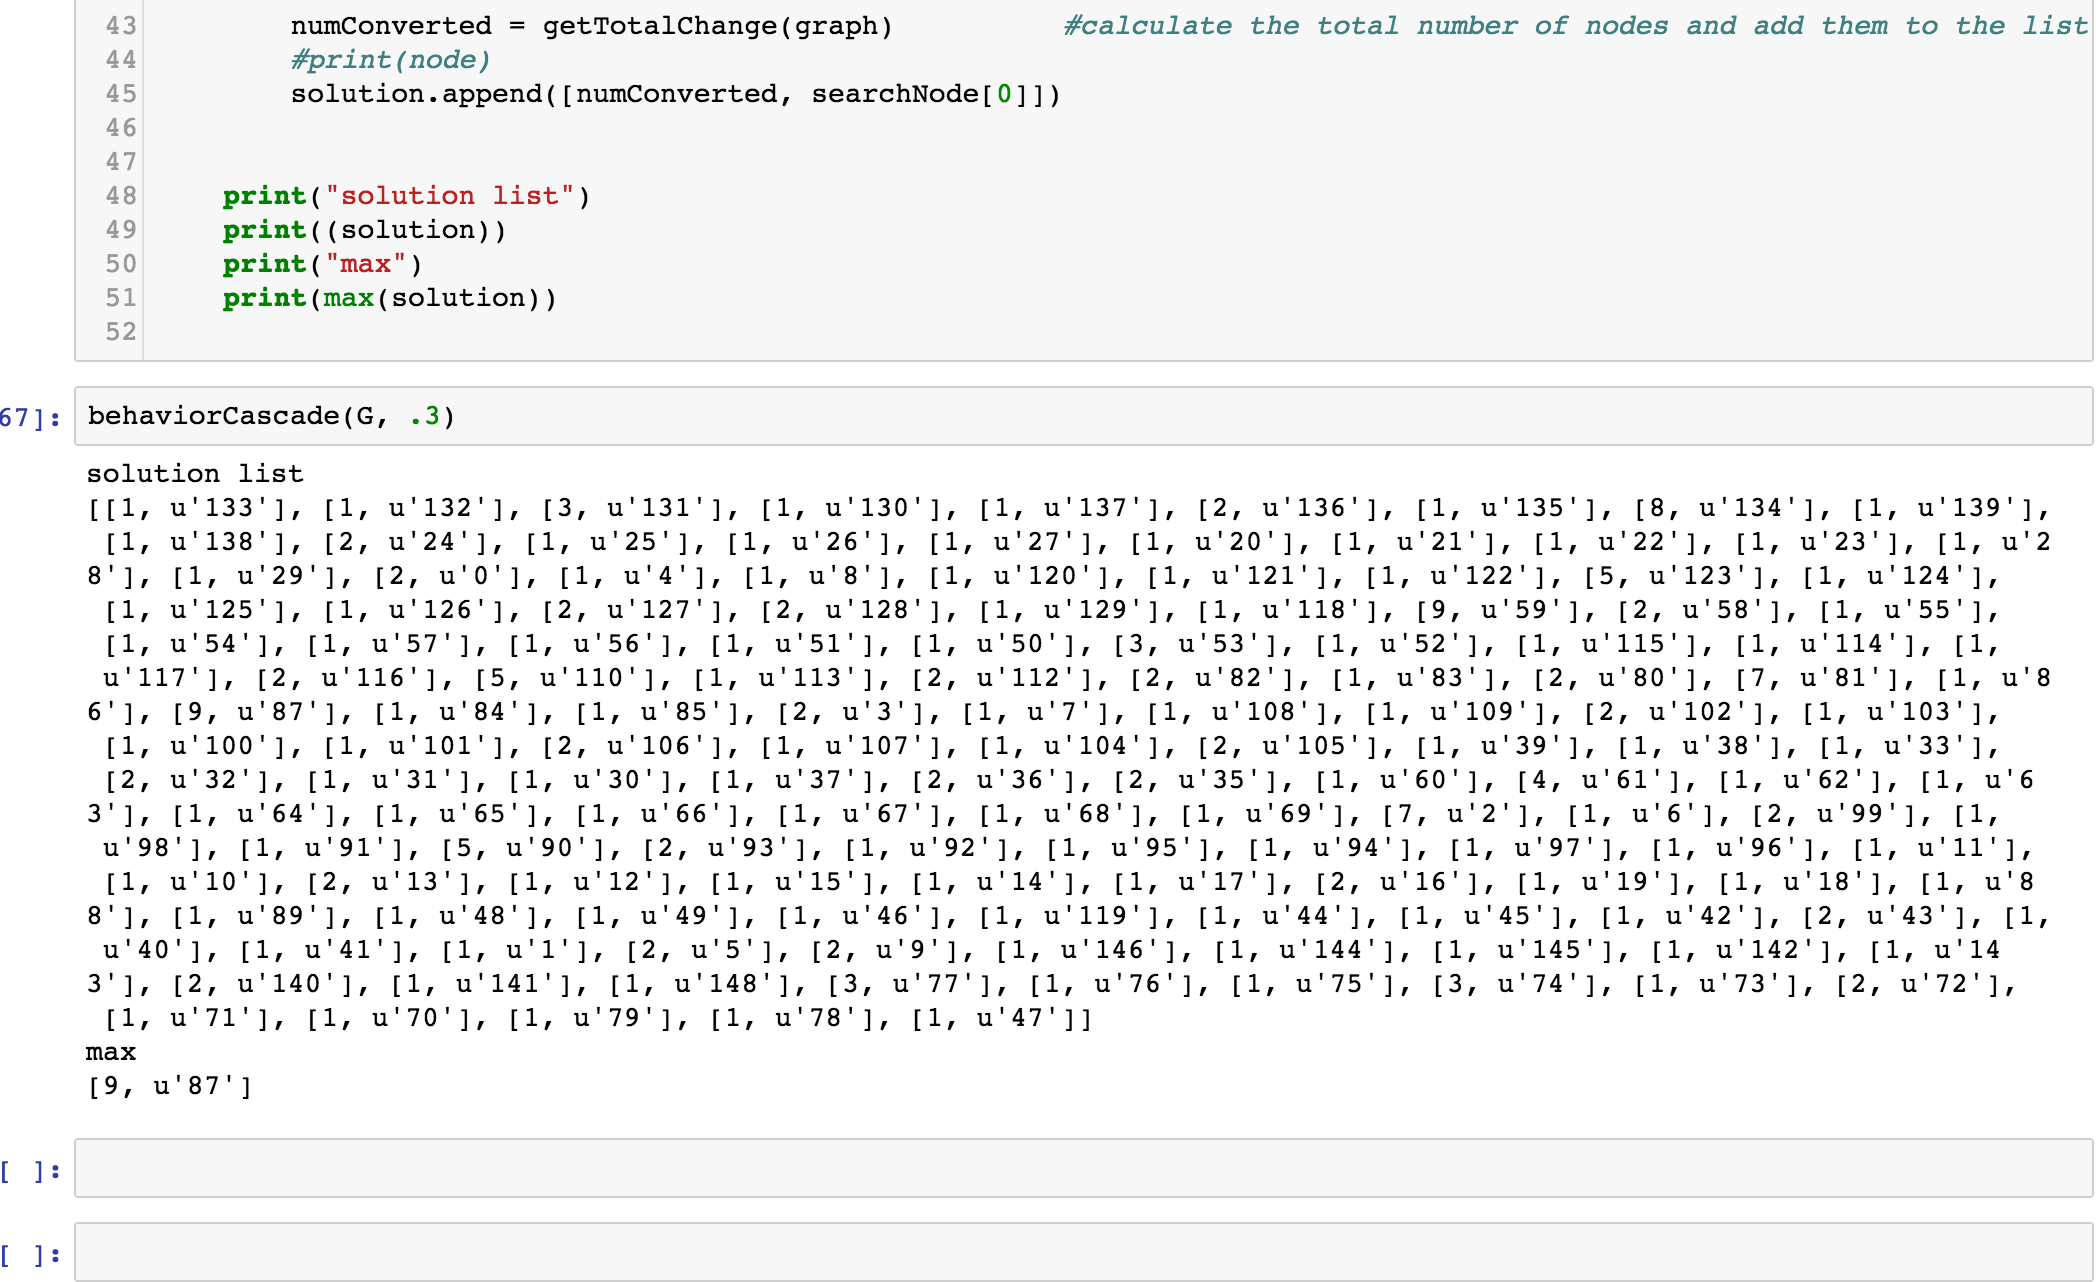 43 numConverted = getTotalChange(graph) #calculate the total number of nodes and add them to the list
44 #print(node)
45 solution.append([numConverted, searchNode[0]])
46
47
48 print("solution list")
49 print((solution))
50 print("max")
51 print(max(solution))
52
67]: behaviorCascade(G, .3)
solution list
[[1, u'133'], [1, u'132'], [3, u'131'], [1, u'130'], [1, u'137'], [2, u'136'], [1, u'135'], [8, u'134'], [1, u'139'],
[1, u'138'], [2, u'24'], [1, u'25'], [1, u'26'], [1, u'27'], [1, u'20'], [1, u'21'], [1, u'22'], [1, u'23'], [1, u'2
8'], [1, u'29'], [2, u'0'], [1, u'4'], [1, u'8'], [1, u'120'], [1, u'121'], [1, u'122'], [5, u'123'], [1, u'124'],
[1, u'125'], [1, u'126'], [2, u'127'], [2, u'128'], [1, u'129'], [1, u'118'], [9, u'59'], [2, u'58'], [1, u'55'],
[1, u'54'], [1, u'57'], [1, u'56'], [1, u'51'], [1, u'50'], [3, u'53'], [1, u'52'], [1, u'115'], [1, u'114'], [1,
u'117'], [2, u'116'], [5, u'110'], [1, u'113'], [2, u'112'], [2, u'82'], [1, u'83'], [2, u'80'], [7, u'81'], [1, u'8
6'], [9, u'87'], [1, u'84'], [1, u'85'], [2, u'3'], [1, u'7'], [1, u'108'], [1, u'109'], [2, u'102'], [1, u'103'],
[1, u'100'], [1, u'101'], [2, u'106'], [1, u'107'], [1, u'104'], [2, u'105'], [1, u'39'], [1, u'38'], [1, u'33'],
[2, u'32'], [1, u'31'], [1, u'30'], [1, u'37'], [2, u'36'], [2, u'35'], [1, u'60'], [4, u'61'], [1, u'62'], [1, u'6
3'], [1, u'64'], [1, u'65'], [1, u'66'], [1, u'67'], [1, u'68'], [1, u'69'], [7, u'2'], [1, u'6'], [2, u'99'], [1,
u'98'], [1, u'91'], [5, u'90'], [2, u'93'], [1, u'92'], [1, u'95'], [1, u'94'], [1, u'97'], [1, u'96'], [1, u'11'],
[1, u'10'], [2, u'13'], [1, u'12'], [1, u'15'], [1, u'14'], [1, u'17'], [2, u'16'], [1, u'19'], [1, u'18'], [1, u'8
8'], [1, u'89'], [1, u'48'], [1, u'49'], [1, u'46'], [1, u'119'], [1, u'44'], [1, u'45'], [1, u'42'], [2, u'43'], [1,
u'40'], [1, u'41'], [1, u'1'], [2, u'5'], [2, u'9'], [1, u'146'], [1, u'144'], [1, u'145'], [1, u'142'], [1, u'14
3'], [2, u'140'], [1, u'141'], [1, u'148'], [3, u'77'], [1, u'76'], [1, u'75'], [3, u'74'], [1, u'73'], [2, u'72'],
[1, u'71'], [1, u'70'], [1, u'79'], [1, u'78'], [1, u'47']]
max
[9, u'87']
[ ]:
[ ]: